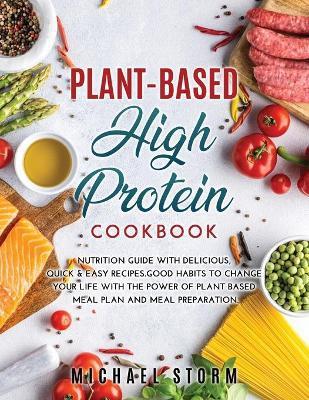 PLANT-BASED
High
Protein
COOKBOOK
NUTRITION GUIDE WITH DELICIOUS,
QUICK & EASY RECIPES.GOOD HABITS TO CHANGE
YOUR LIFE WITH THE POWER OF PLANT BASED
MEAL PLAN AND MEAL PREPARATION.
MICHAEL STORM